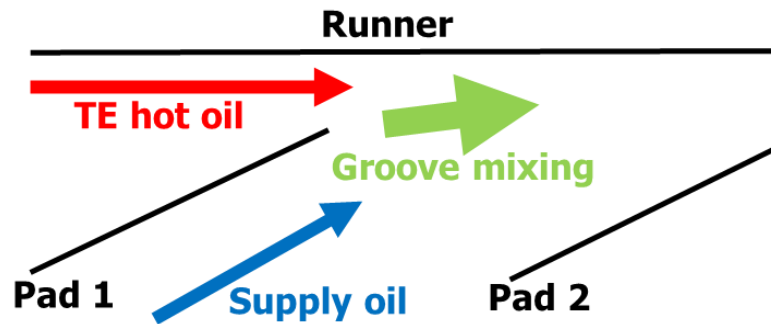 Runner
TE hot oil
Groove mixing
Pad 1
Supply oil
Pad 2